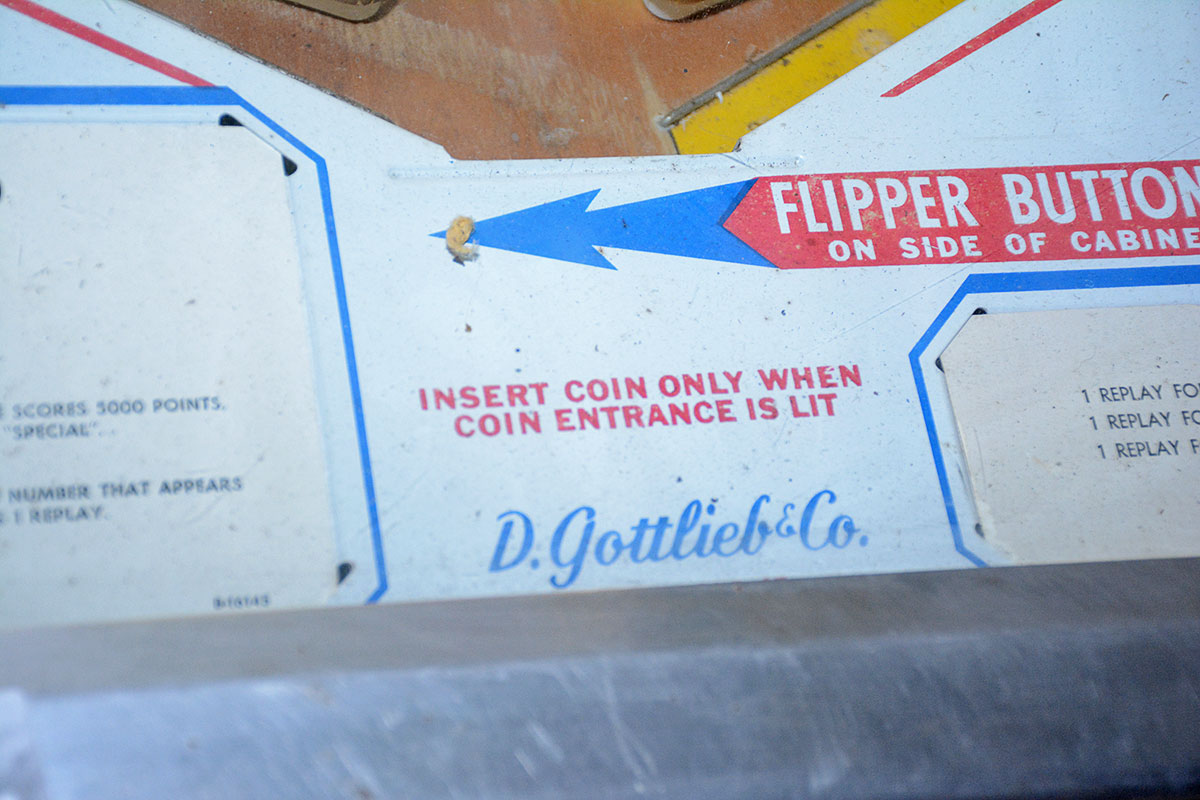 FLIPPER BUTTON
ON SIDE OF CABINE
INSERT COIN ONLY WHEN
COIN ENTRANCE IS LIT
D. Gottlieb & Co.
SCORES 5000 POINTS.
"SPECIAL"..
NUMBER THAT APPEARS
1 REPLAY.
B-16145
1 REPLAY FO
1 REPLAY FO
1 REPLAY F